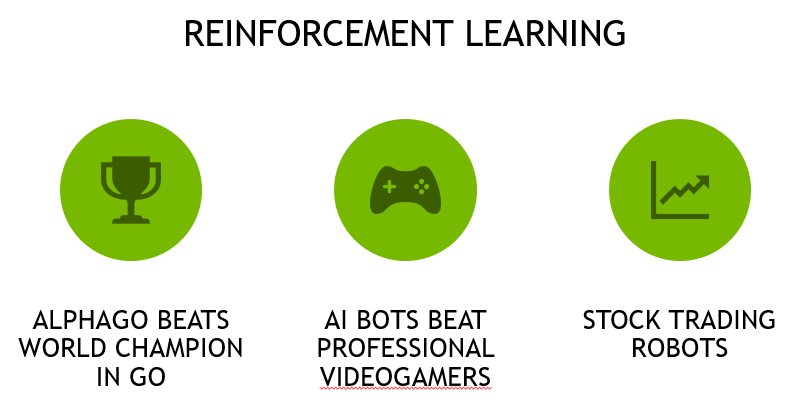 REINFORCEMENT LEARNING
ALPHAGO BEATS
WORLD CHAMPION
IN GO
AI BOTS BEAT
PROFESSIONAL
VIDEOGAMERS
STOCK TRADING
ROBOTS